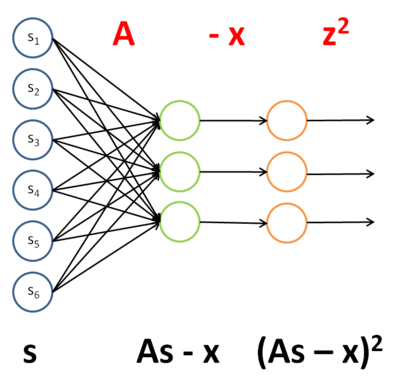 A - x z²
s₁
s₂
s₃
s₄
s₅
s₆
s As - x (As – x)²